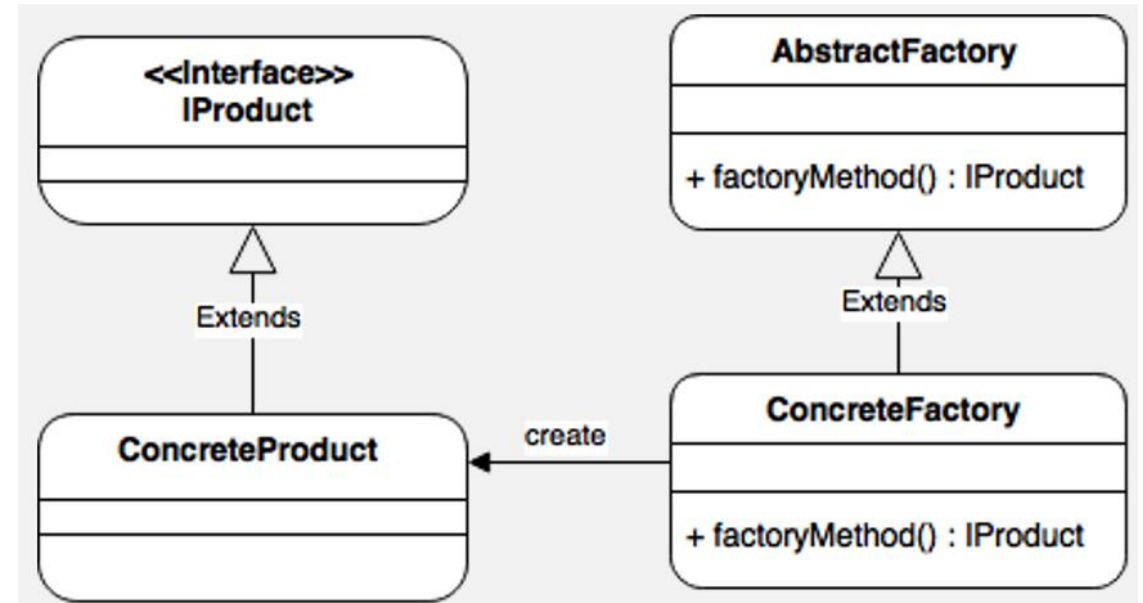 <<Interface>>
IProduct
Extends
ConcreteProduct
AbstractFactory
+ factoryMethod() : IProduct
Extends
create
ConcreteFactory
+ factoryMethod() : IProduct